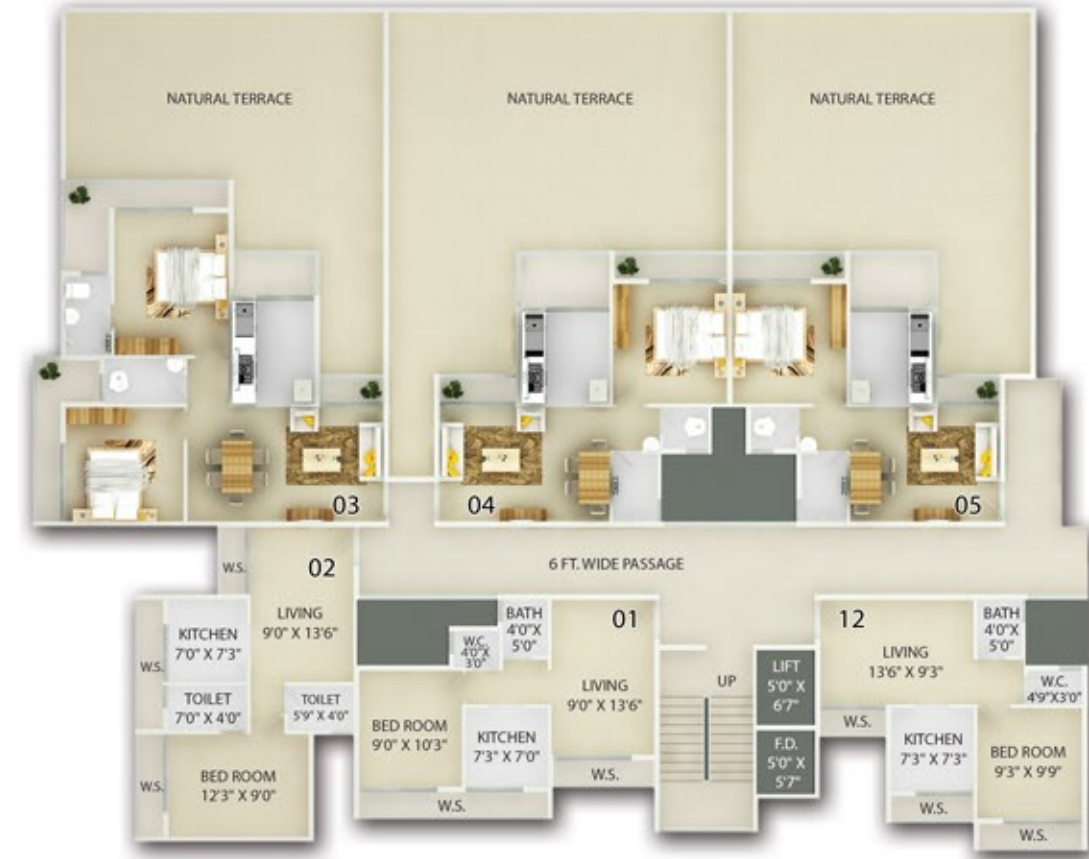 NATURAL TERRACE
NATURAL TERRACE
NATURAL TERRACE
03
04
05
6 FT. WIDE PASSAGE
W.S.
02
LIVING
9'0" X 13'6"
KITCHEN
7'0" X 7'3"
W.S.
TOILET
7'0" X 4'0"
TOILET
5'9" X 4'0"
W.S.
BED ROOM
12'3" X 9'0"
W.C.
4'0"X
3'0"
BATH
4'0"X
5'0"
01
LIVING
9'0" X 13'6"
BED ROOM
9'0" X 10'3"
KITCHEN
7'3" X 7'0"
W.S.
W.S.
UP
LIFT
5'0" X
6'7"
F.D.
5'0" X
5'7"
12
LIVING
13'6" X 9'3"
BATH
4'0"X
5'0"
W.C.
4'9"X3'0"
W.S.
KITCHEN
7'3" X 7'3"
BED ROOM
9'3" X 9'9"
W.S.
W.S.